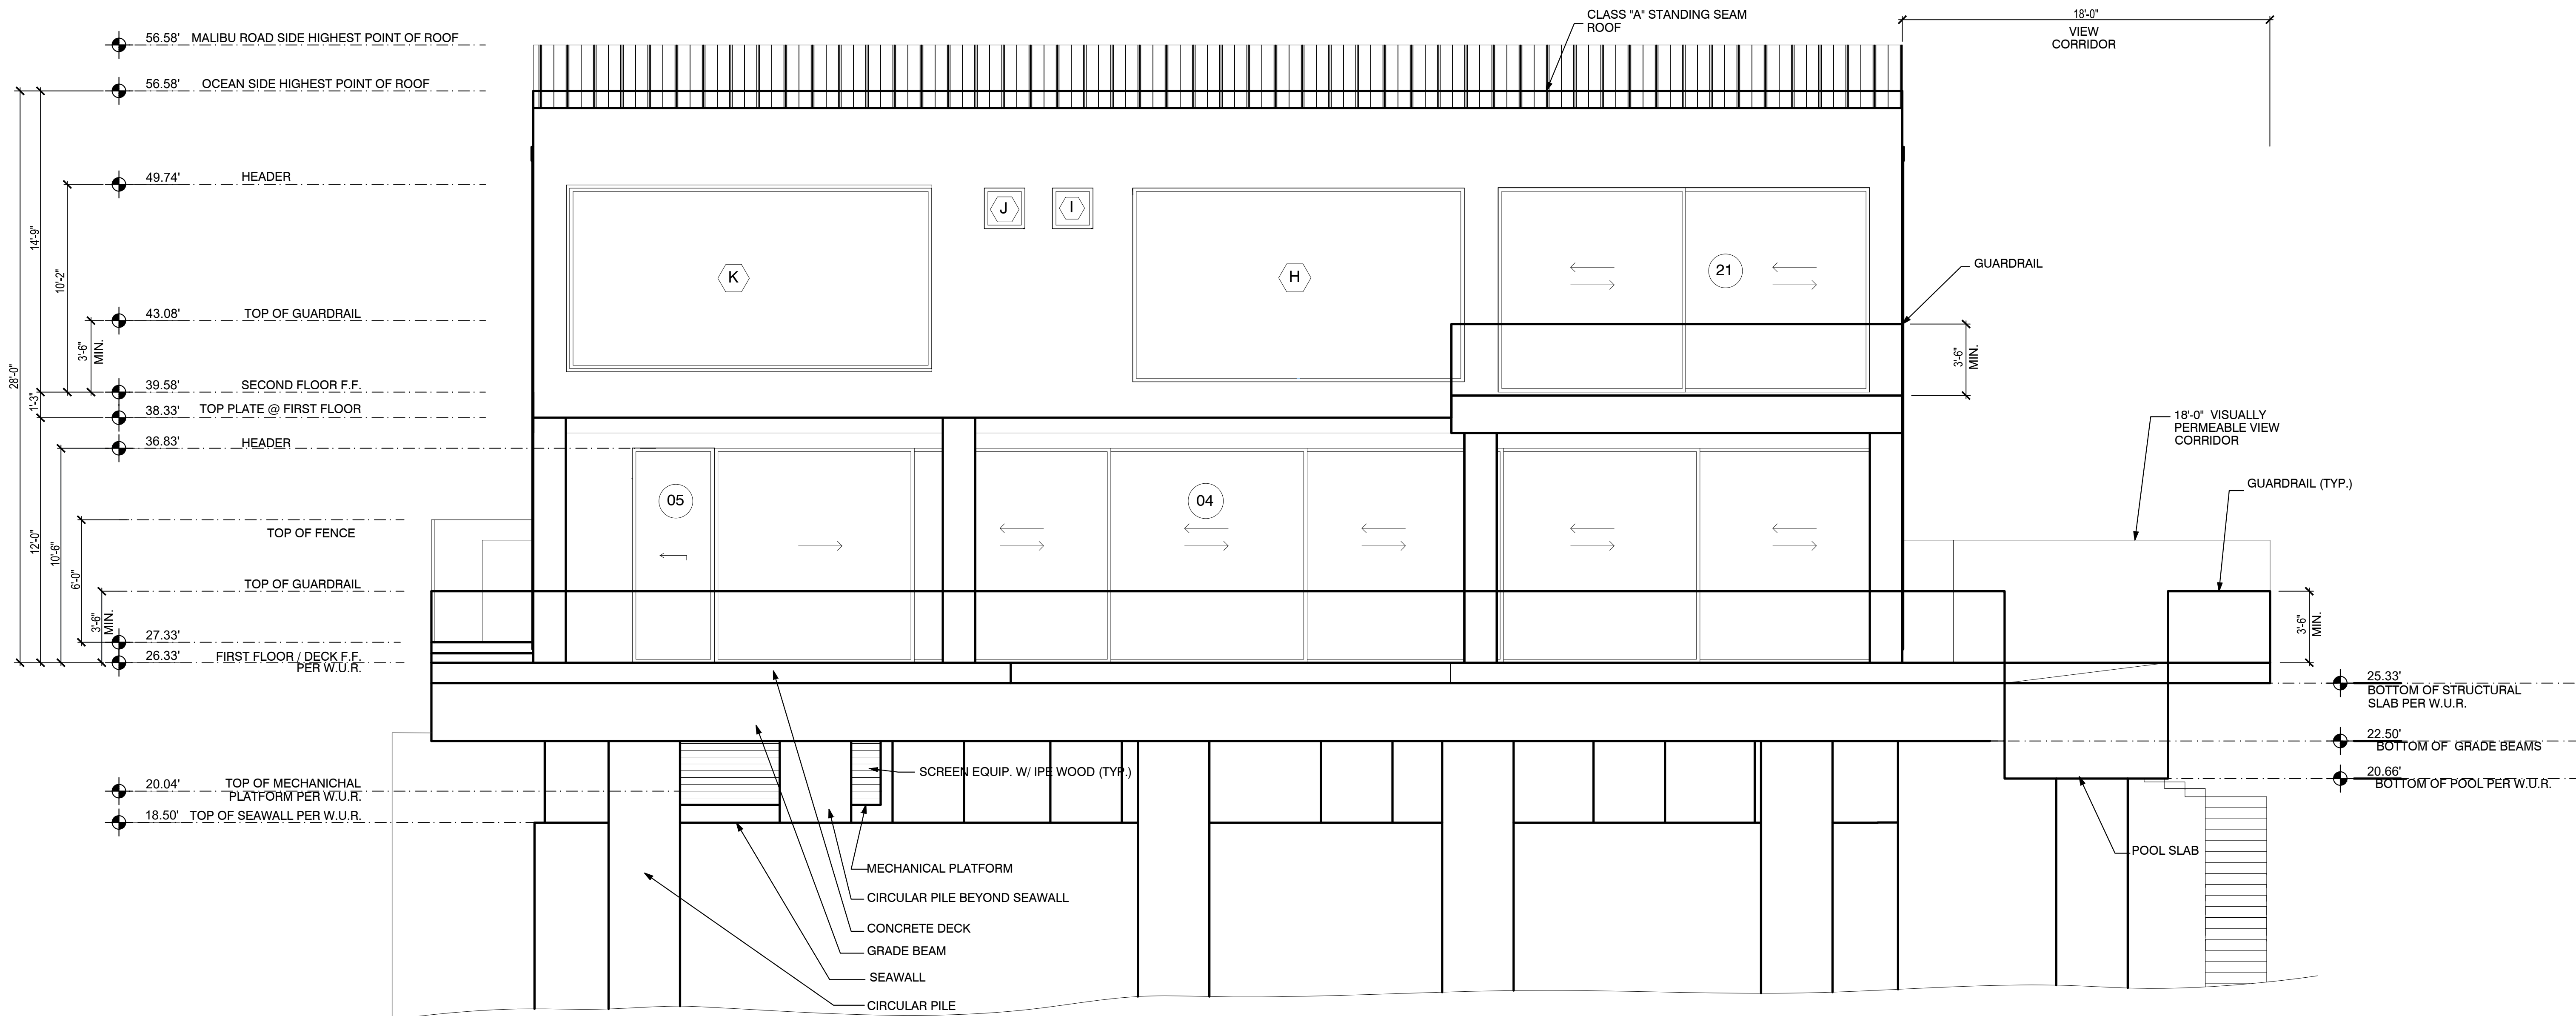 CLASS "A" STANDING SEAM
ROOF
18'-0"
VIEW
CORRIDOR
56.58' MALIBU ROAD SIDE HIGHEST POINT OF ROOF
56.58' OCEAN SIDE HIGHEST POINT OF ROOF
49.74' HEADER
J
I
14'-9"
10'-2"
K
H
21
GUARDRAIL
43.08' TOP OF GUARDRAIL
3'-6"
MIN.
3'-6"
MIN.
28'-0"
39.58' SECOND FLOOR F.F.
1'-3"
38.33' TOP PLATE @ FIRST FLOOR
36.83' HEADER
18'-0" VISUALLY
PERMEABLE VIEW
CORRIDOR
GUARDRAIL (TYP.)
05
04
TOP OF FENCE
12'-0"
10'-6"
6'-0"
TOP OF GUARDRAIL
3'-6"
MIN.
3'-6"
MIN.
27.33'
26.33' FIRST FLOOR / DECK F.F.
PER W.U.R.
25.33'
BOTTOM OF STRUCTURAL
SLAB PER W.U.R.
22.50'
BOTTOM OF GRADE BEAMS
20.66'
BOTTOM OF POOL PER W.U.R.
SCREEN EQUIP. W/ IPE WOOD (TYP.)
20.04' TOP OF MECHANICHAL
PLATFORM PER W.U.R.
18.50' TOP OF SEAWALL PER W.U.R.
POOL SLAB
MECHANICAL PLATFORM
CIRCULAR PILE BEYOND SEAWALL
CONCRETE DECK
GRADE BEAM
SEAWALL
CIRCULAR PILE